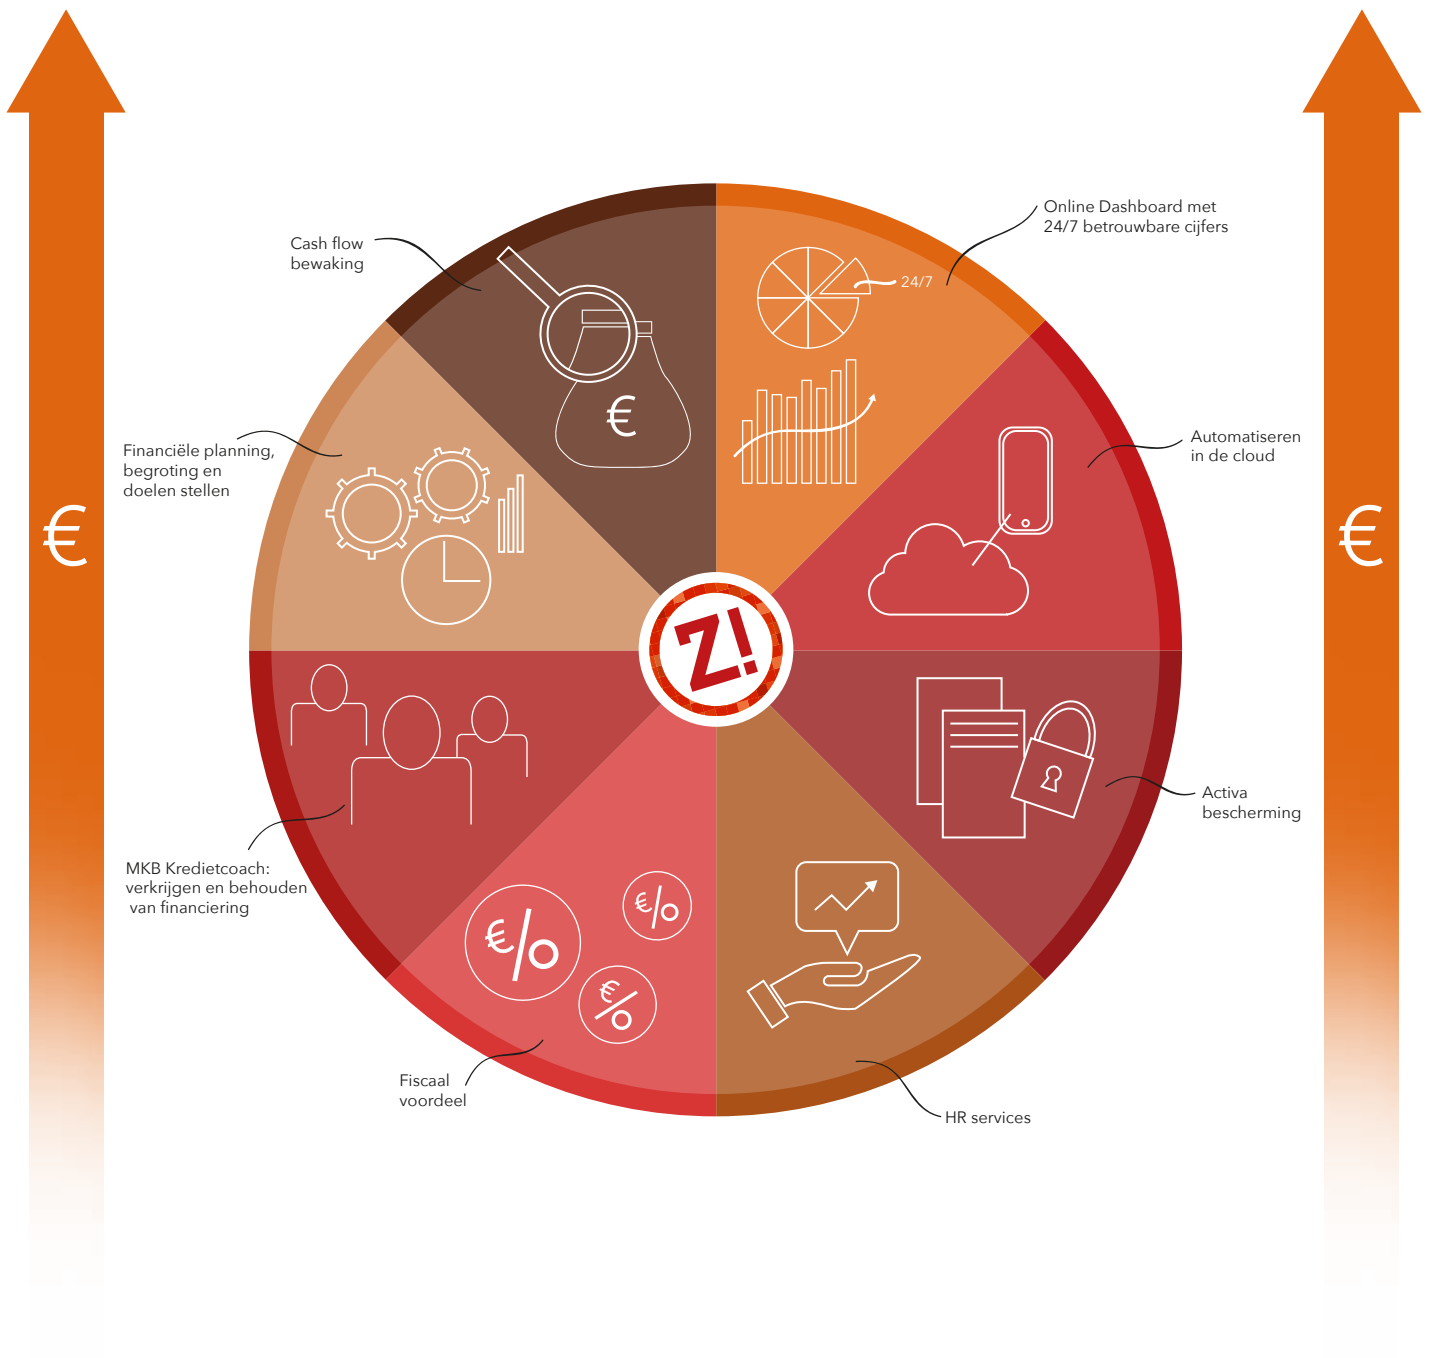 Online Dashboard met
24/7 betrouwbare cijfers
Cash flow
bewaking
24/7
€
Automatiseren
in de cloud
Financiële planning,
begroting en
doelen stellen
€
€
Z!
Activa
bescherming
MKB Kredietcoach:
verkrijgen en behouden
van financiering
€%
€%
€%
Fiscaal
voordeel
HR services